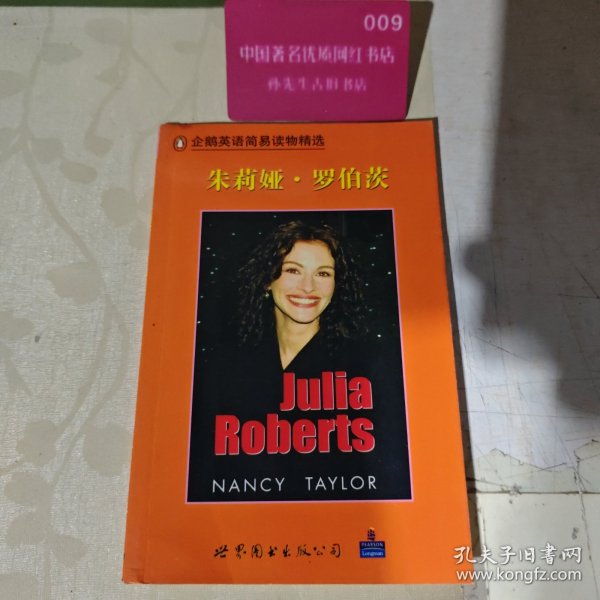 009
中国著名优质网红书店
孙先生古旧书店
企鹅英语简易读物精选
朱莉娅·罗伯茨
Julia
Roberts
NANCY TAYLOR
世界图书出版公司
PEARSON
Longman
孔夫子旧书网
www.kongfz.com